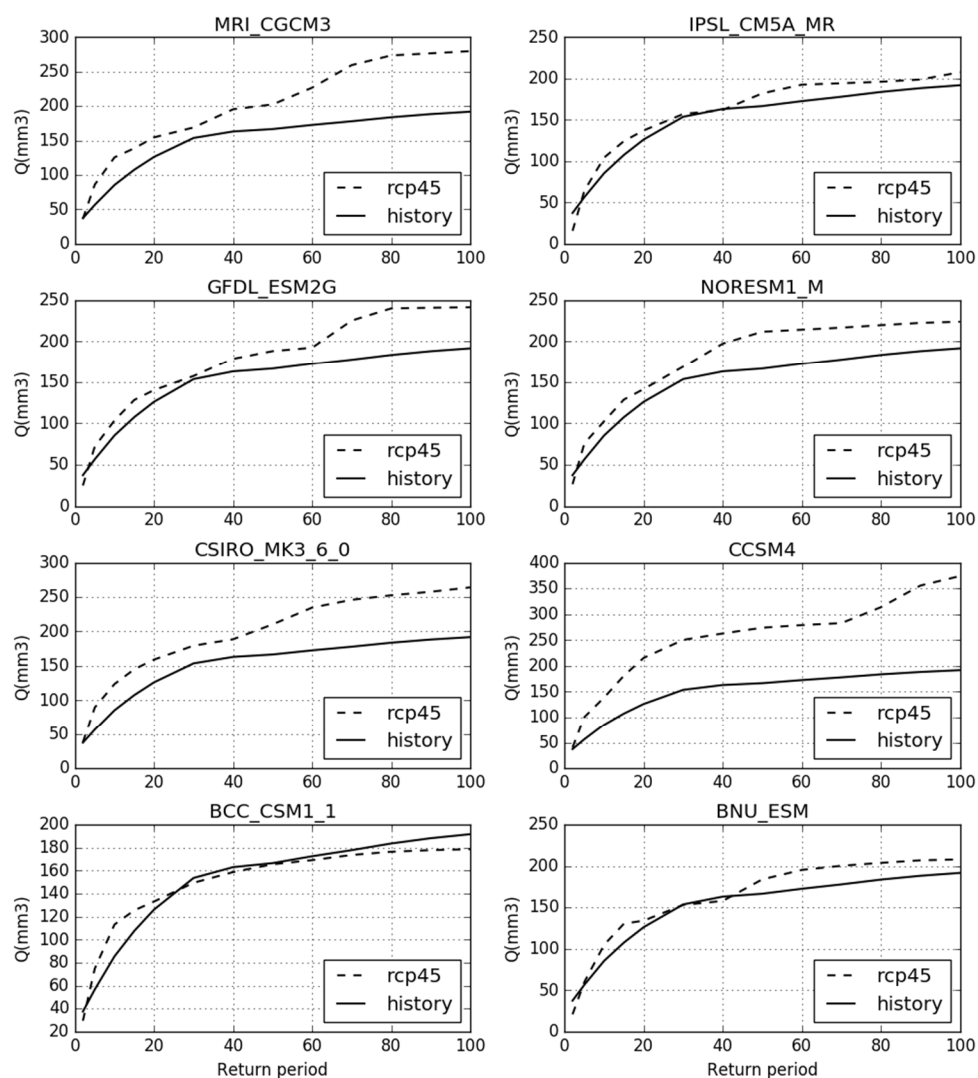 MRI_CGCM3
300
250
200
150
100
50
0
Q(mm3)
rcp45
history
0 20 40 60 80 100
IPSL_CM5A_MR
250
200
150
100
50
0
Q(mm3)
rcp45
history
0 20 40 60 80 100
GFDL_ESM2G
250
200
150
100
50
0
Q(mm3)
rcp45
history
0 20 40 60 80 100
NORESM1_M
250
200
150
100
50
0
Q(mm3)
rcp45
history
0 20 40 60 80 100
CSIRO_MK3_6_0
300
250
200
150
100
50
0
Q(mm3)
rcp45
history
0 20 40 60 80 100
CCSM4
400
350
300
250
200
150
100
50
0
Q(mm3)
rcp45
history
0 20 40 60 80 100
BCC_CSM1_1
200
180
160
140
120
100
80
60
40
20
Q(mm3)
rcp45
history
0 20 40 60 80 100
Return period
BNU_ESM
250
200
150
100
50
0
Q(mm3)
rcp45
history
0 20 40 60 80 100
Return period